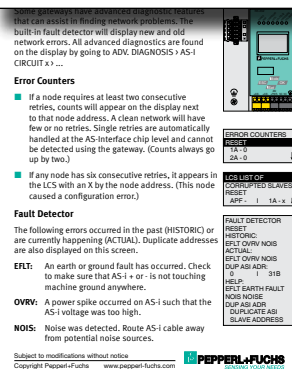 Some gateways have advanced diagnostic features
that can assist in finding network problems. The
built-in fault detector will display new and old
network errors. All advanced diagnostics are found
on the display by going to ADV. DIAGNOSIS > AS-I
CIRCUIT x > ...
Error Counters
If a node requires at least two consecutive
retries, counts will appear on the display next
to that node address. A clean network will have
few or no retries. Single retries are automatically
handled at the AS-Interface chip level and cannot
be detected using the gateway. (Counts always go
up by two.)
If any node has six consecutive retries, it appears in
the LCS with an X by the node address. (This node
caused a configuration error.)
Fault Detector
The following errors occurred in the past (HISTORIC) or
are currently happening (ACTUAL). Duplicate addresses
are also displayed on this screen.
EFLT: An earth or ground fault has occurred. Check
to make sure that AS-i + or - is not touching
machine ground anywhere.
OVRV: A power spike occurred on AS-i such that the
AS-i voltage was too high.
NOIS: Noise was detected. Route AS-i cable away
from potential noise sources.
PEPPERL+FUCHS
ERROR COUNTERS
RESET
1A - 0
2A - 0
LCS LIST OF
CORRUPTED SLAVES
RESET
APF - I 1A - x
FAULT DETECTOR
RESET
HISTORIC:
EFLT OVRV NOIS
ACTUAL:
EFLT OVRV NOIS
DUP ASI ADR:
0 I 31B
HELP:
EFLT EARTH FAULT
NOIS NOISE
DUP ASI ADR
DUPLICATE ASI
SLAVE ADDRESS
Subject to modifications without notice
Copyright Pepperl+Fuchs www.pepperl-fuchs.com
PEPPERL+FUCHS
SENSING YOUR NEEDS